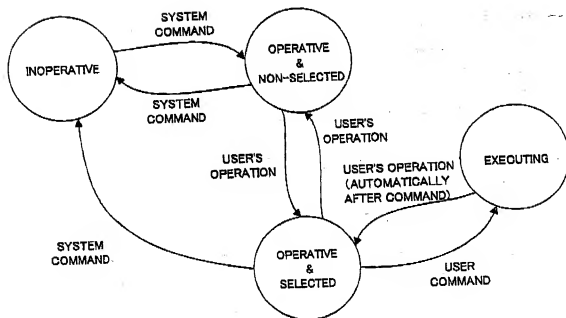 SYSTEM
COMMAND
INOPERATIVE
OPERATIVE
&
NON-SELECTED
SYSTEM
COMMAND
USER'S
OPERATION
USER'S
OPERATION
USER'S OPERATION
(AUTOMATICALLY
AFTER COMMAND)
EXECUTING
SYSTEM
COMMAND
OPERATIVE
&
SELECTED
USER
COMMAND